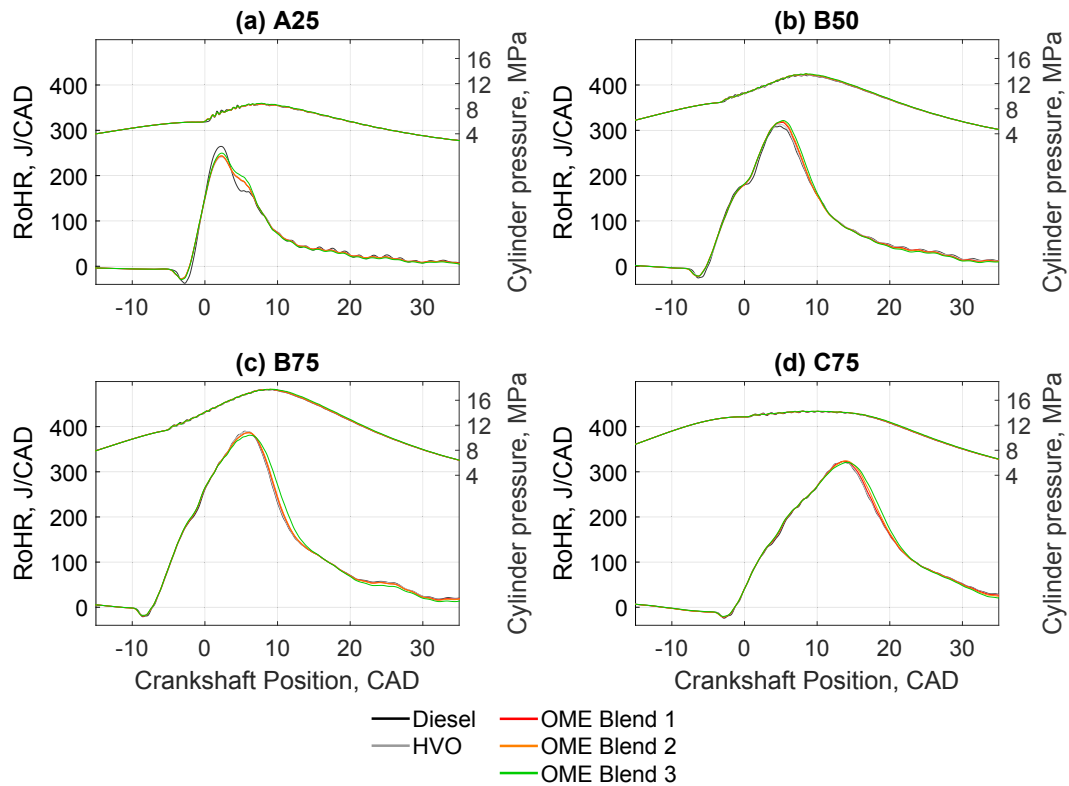 (a) A25
(b) B50
RoHR, J/CAD
400
300
200
100
0
-10 0 10 20 30
16
12
8
4
Cylinder pressure, MPa
RoHR, J/CAD
400
300
200
100
0
-10 0 10 20 30
16
12
8
4
Cylinder pressure, MPa
(c) B75
(d) C75
RoHR, J/CAD
400
300
200
100
0
-10 0 10 20 30
Crankshaft Position, CAD
16
12
8
4
Cylinder pressure, MPa
RoHR, J/CAD
400
300
200
100
0
-10 0 10 20 30
Crankshaft Position, CAD
16
12
8
4
Cylinder pressure, MPa
Diesel
HVO
OME Blend 1
OME Blend 2
OME Blend 3